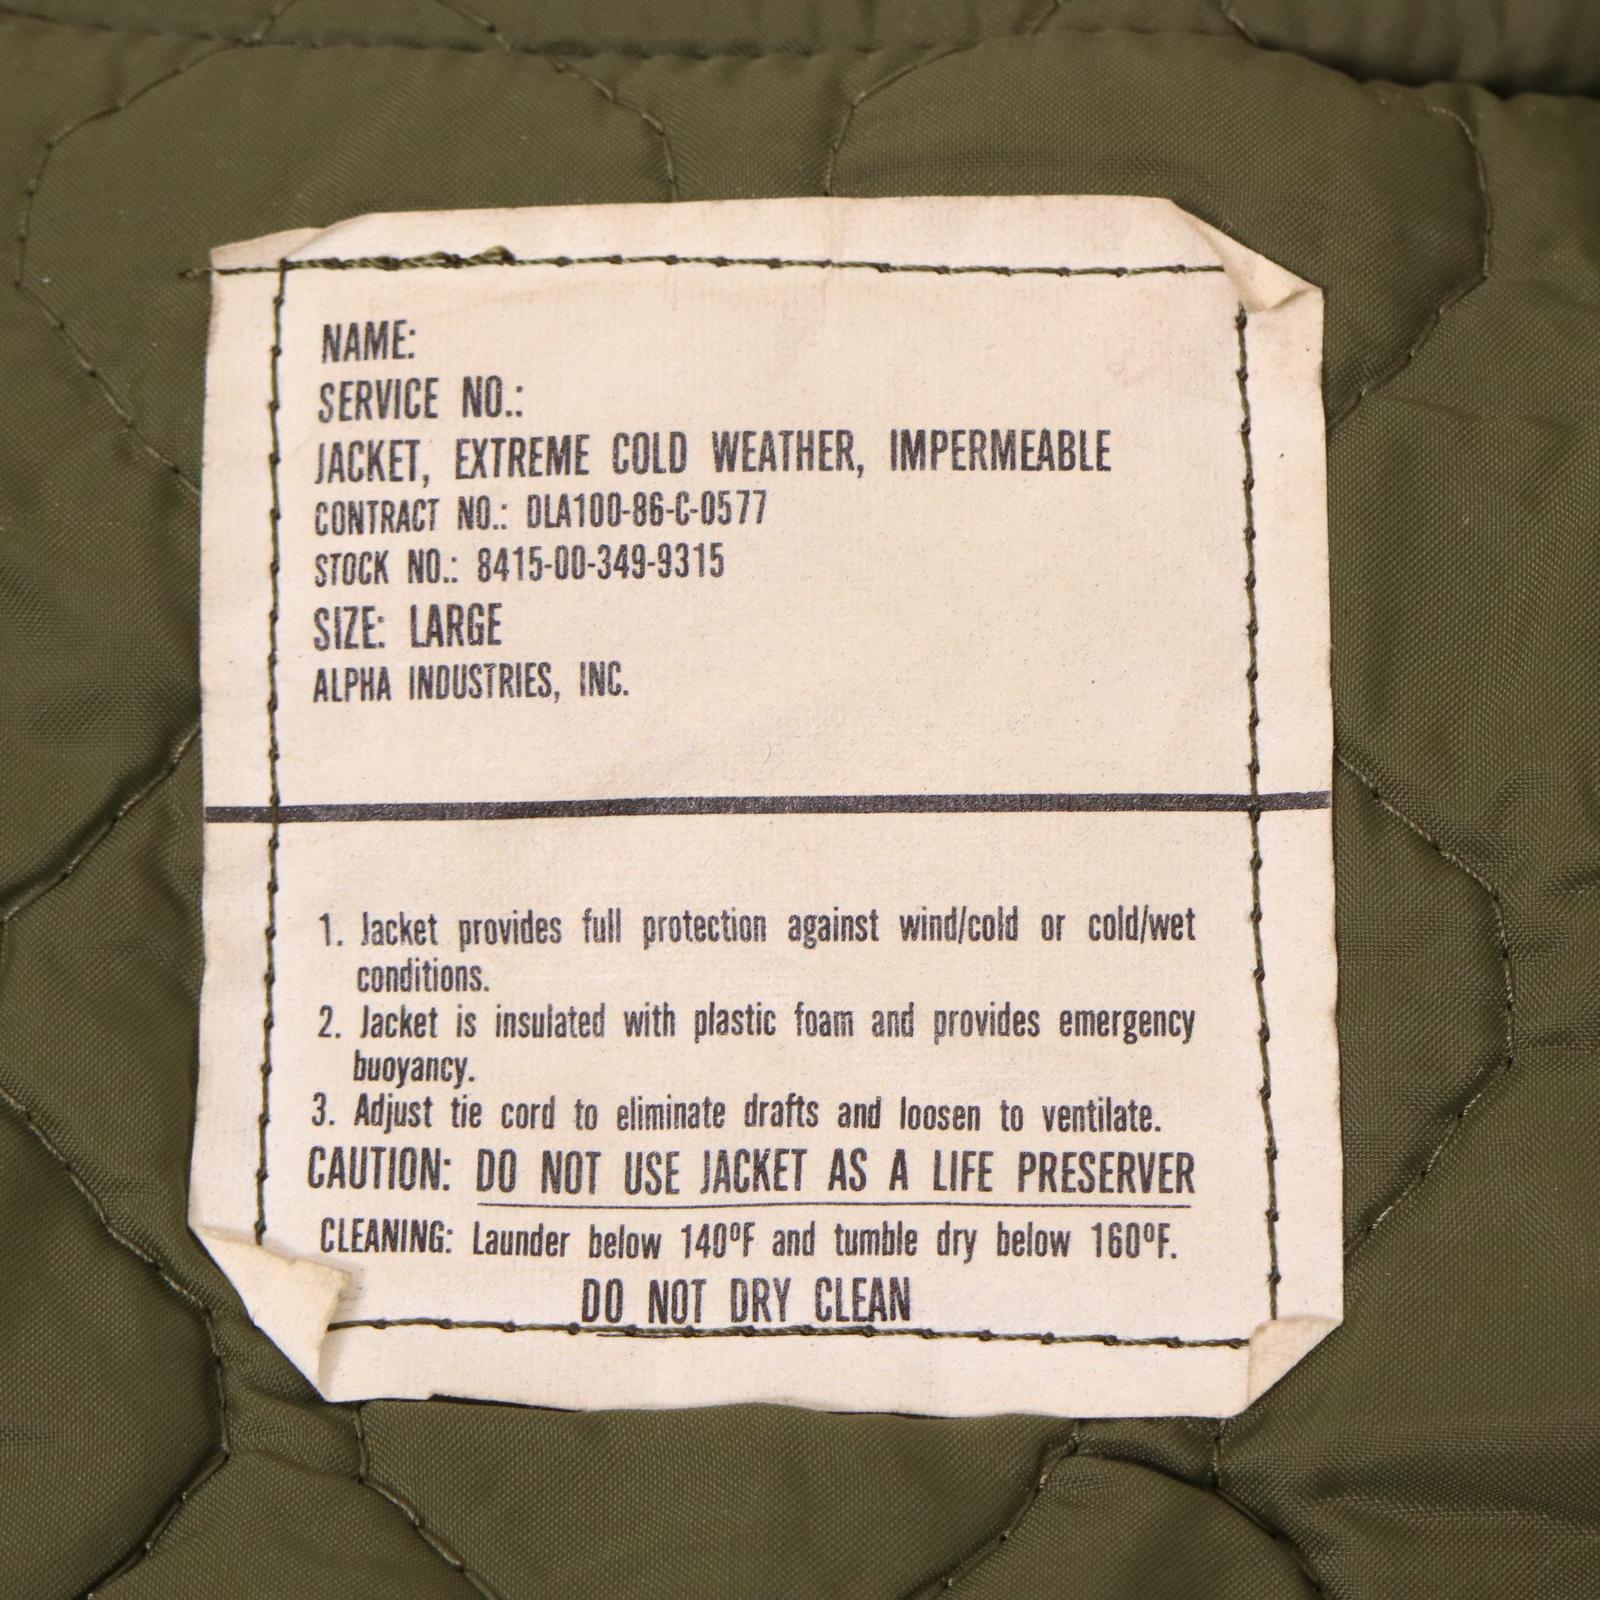 NAME:
SERVICE NO.:
JACKET, EXTREME COLD WEATHER, IMPERMEABLE
CONTRACT NO.: DLA100-86-C-0577
STOCK NO.: 8415-00-349-9315
SIZE: LARGE
ALPHA INDUSTRIES, INC.
1. Jacket provides full protection against wind/cold or cold/wet
conditions.
2. Jacket is insulated with plastic foam and provides emergency
buoyancy.
3. Adjust tie cord to eliminate drafts and loosen to ventilate.
CAUTION: DO NOT USE JACKET AS A LIFE PRESERVER
CLEANING: Launder below 140ºF and tumble dry below 160ºF.
DO NOT DRY CLEAN